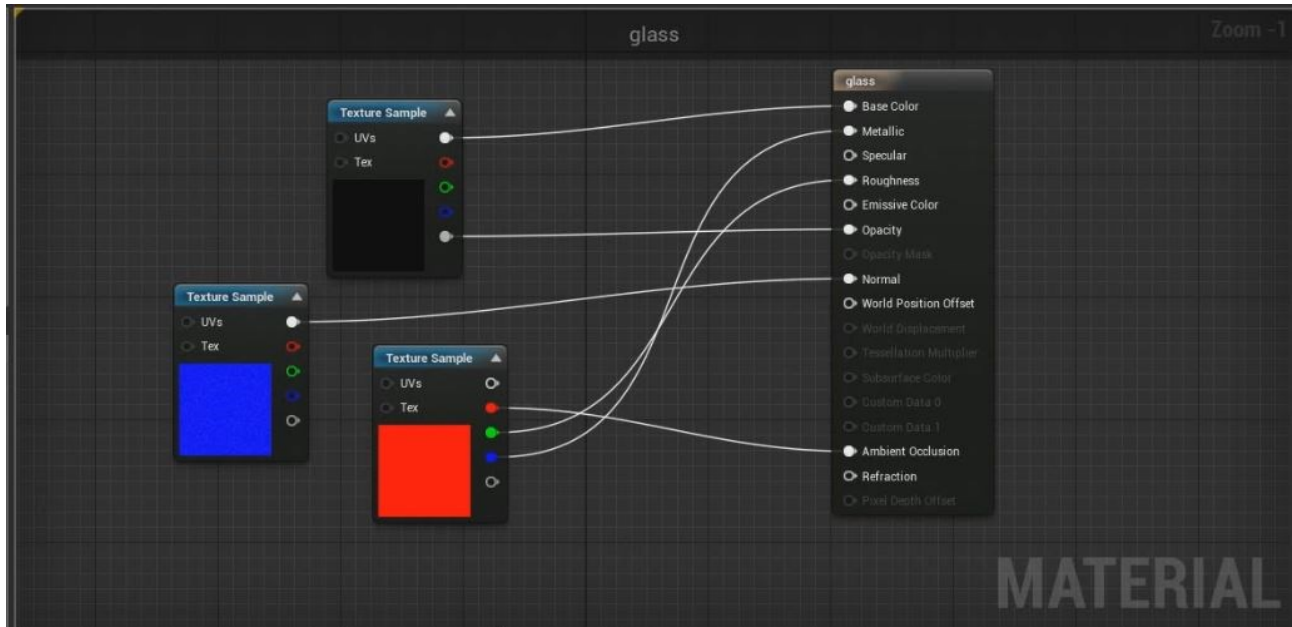 glass
Zoom -1
Texture Sample
UVs
Tex
Texture Sample
UVs
Tex
Texture Sample
UVs
Tex
glass
Base Color
Metallic
Specular
Roughness
Emissive Color
Opacity
Opacity Mask
Normal
World Position Offset
World Displacement
Tessellation Multiplier
Subsurface Color
Custom Data 0
Custom Data 1
Ambient Occlusion
Refraction
Pixel Depth Offset
MATERIAL